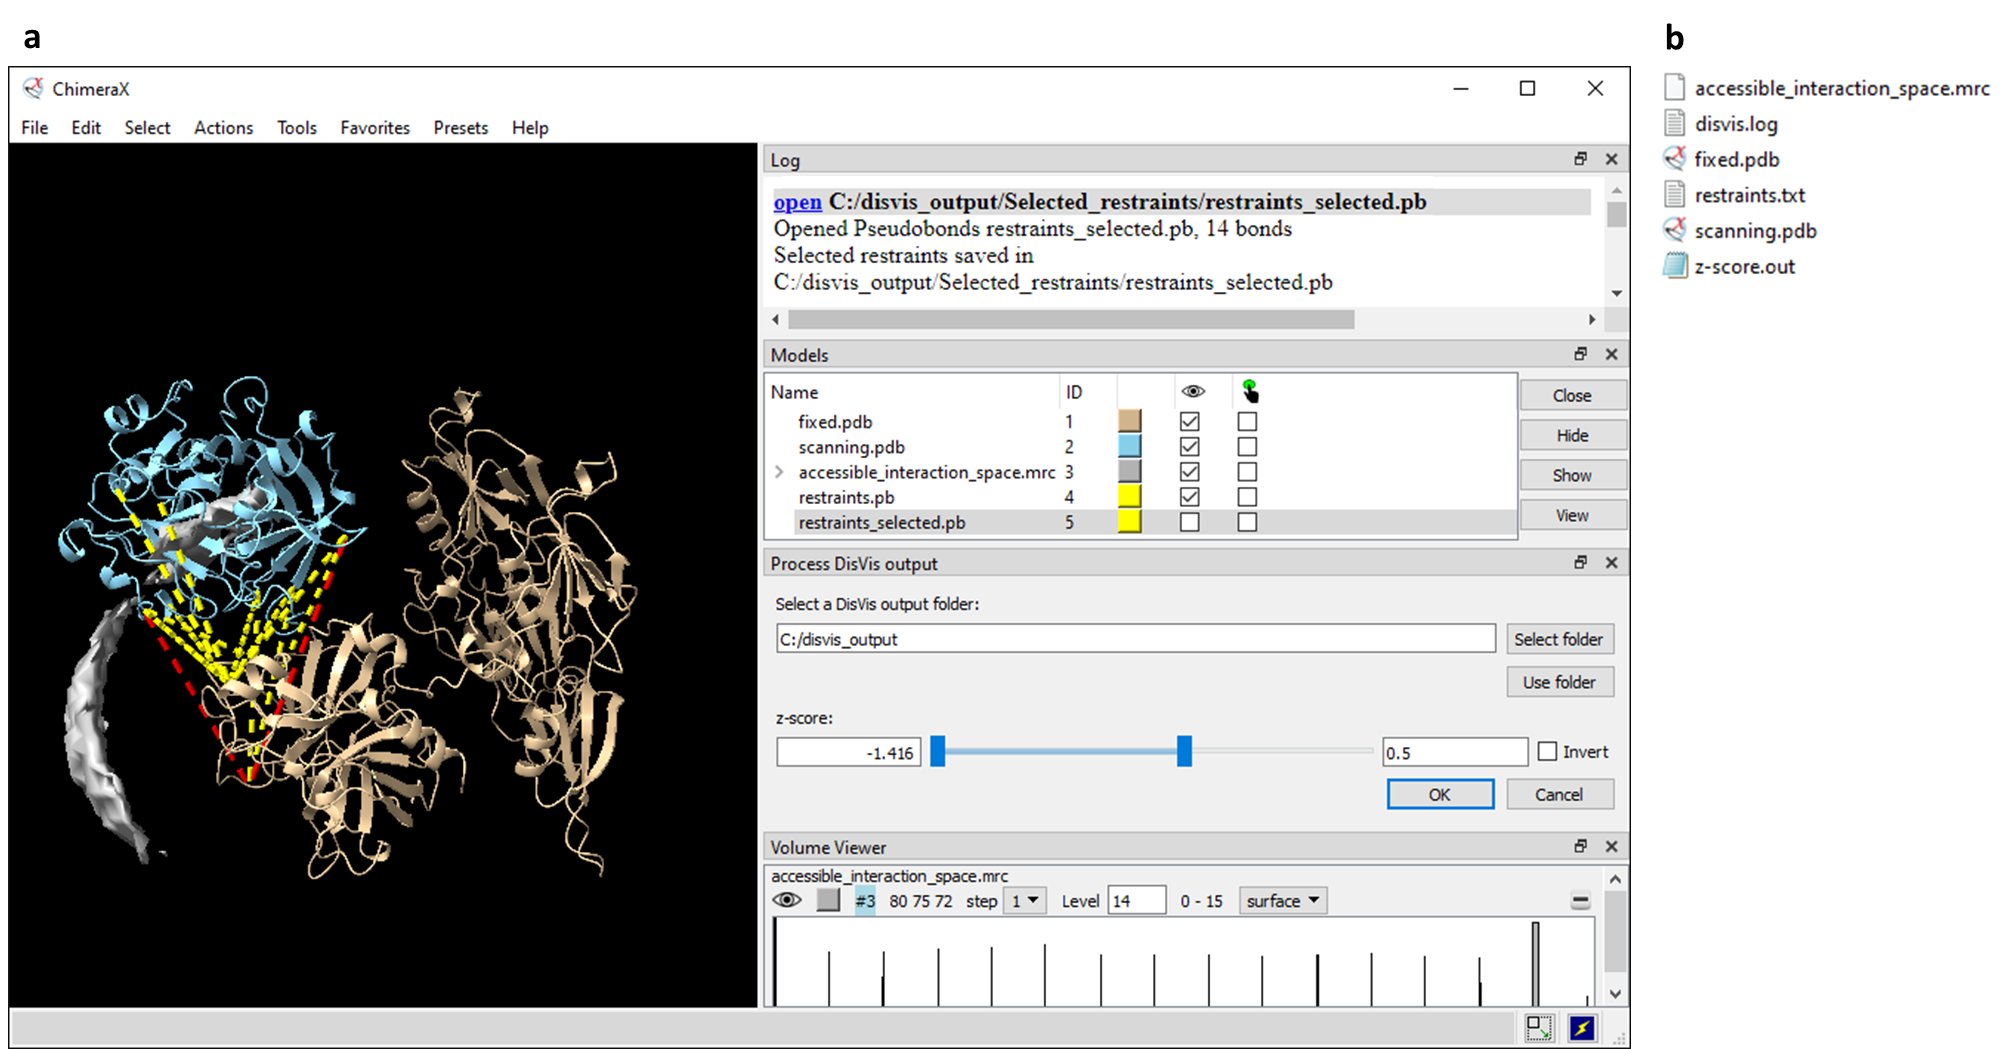 a
ChimeraX
File Edit Select Actions Tools Favorites Presets Help
Log
open C:/disvis_output/Selected_restraints/restraints_selected.pb
Opened Pseudobonds restraints_selected.pb, 14 bonds
Selected restraints saved in
C:/disvis_output/Selected_restraints/restraints_selected.pb
Models
Name ID
fixed.pdb 1
scanning.pdb 2
accessible_interaction_space.mrc 3
restraints.pb 4
restraints_selected.pb 5
Close
Hide
Show
View
Process DisVis output
Select a DisVis output folder:
C:/disvis_output Select folder
Use folder
z-score:
-1.416 0.5 Invert
OK Cancel
Volume Viewer
accessible_interaction_space.mrc
#3 80 75 72 step 1 Level 14 0 - 15 surface
b
accessible_interaction_space.mrc
disvis.log
fixed.pdb
restraints.txt
scanning.pdb
z-score.out